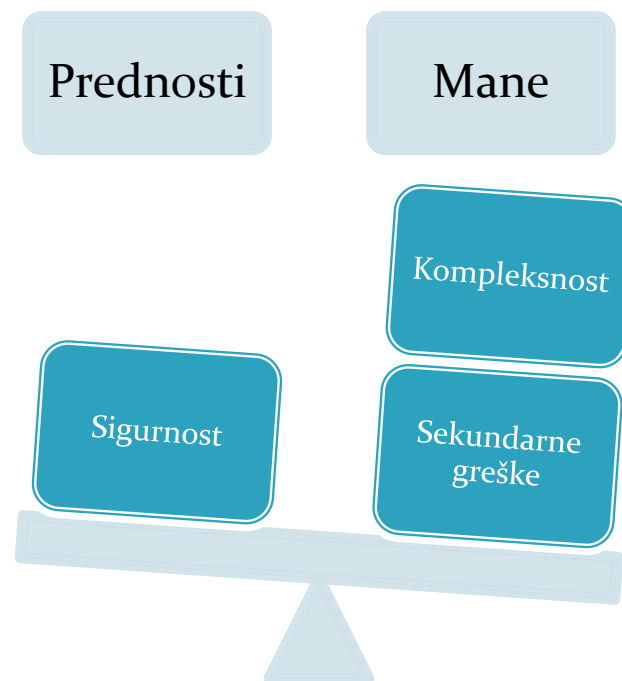 Prednosti
Mane
Kompleksnost
Sigurnost
Sekundarne
greške